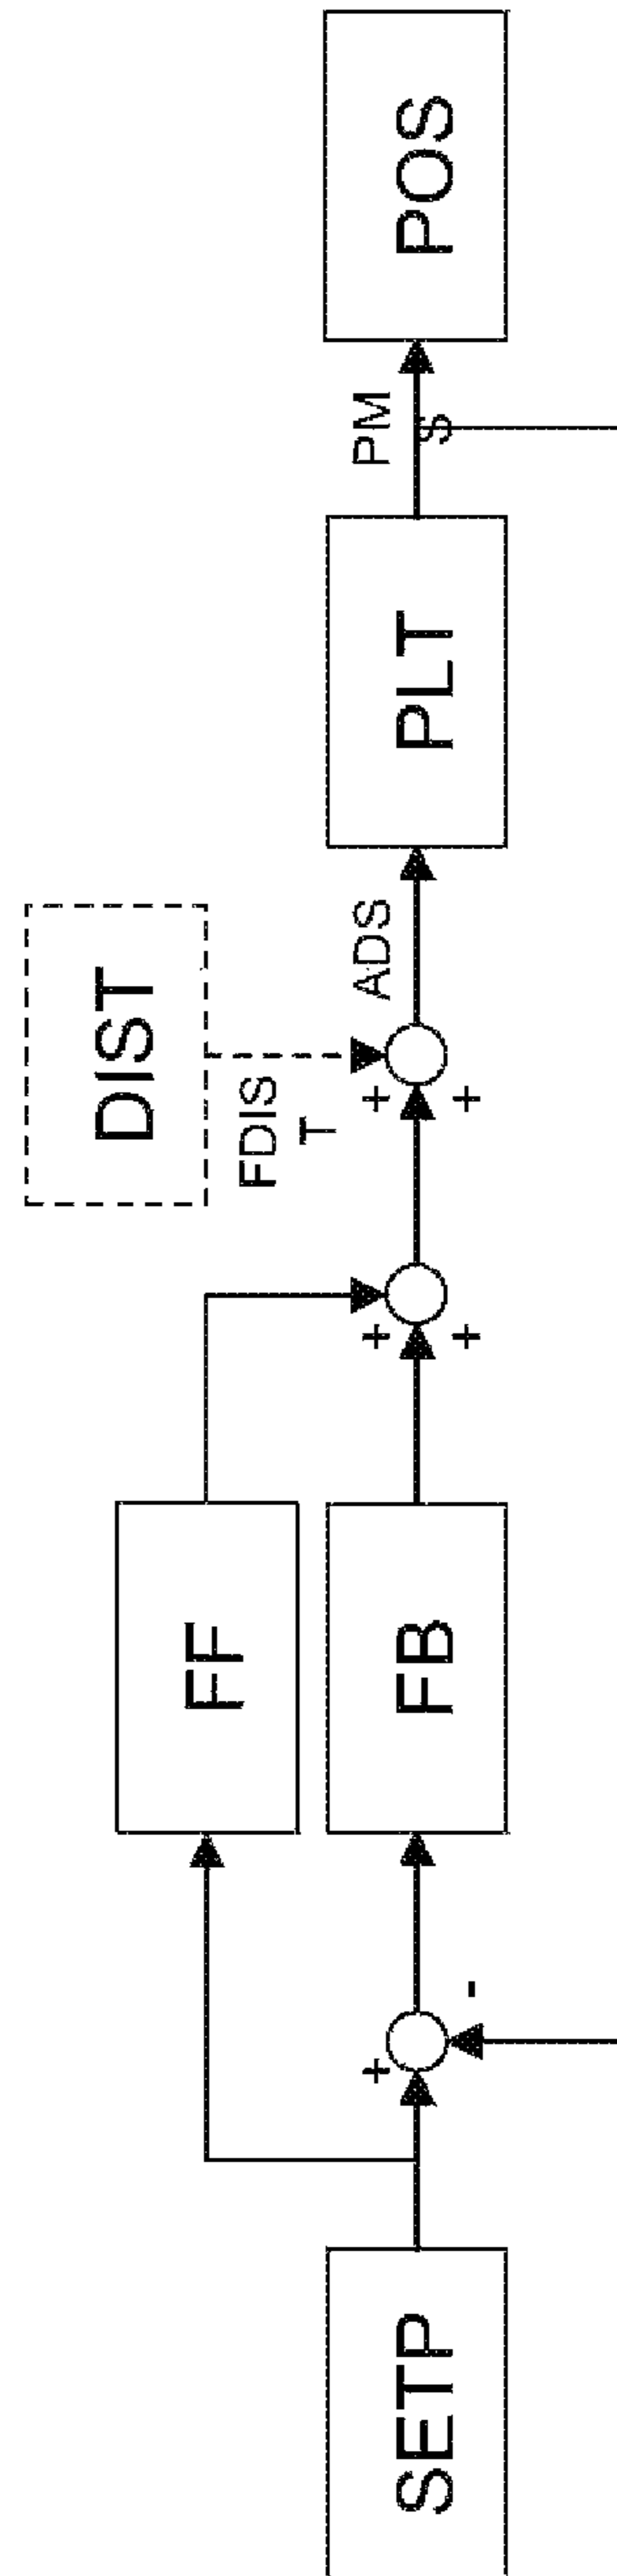 SETP
+
-
FF
FB
+
+
DIST
FDIS
T
+
+
ADS
PLT
PM
S
POS